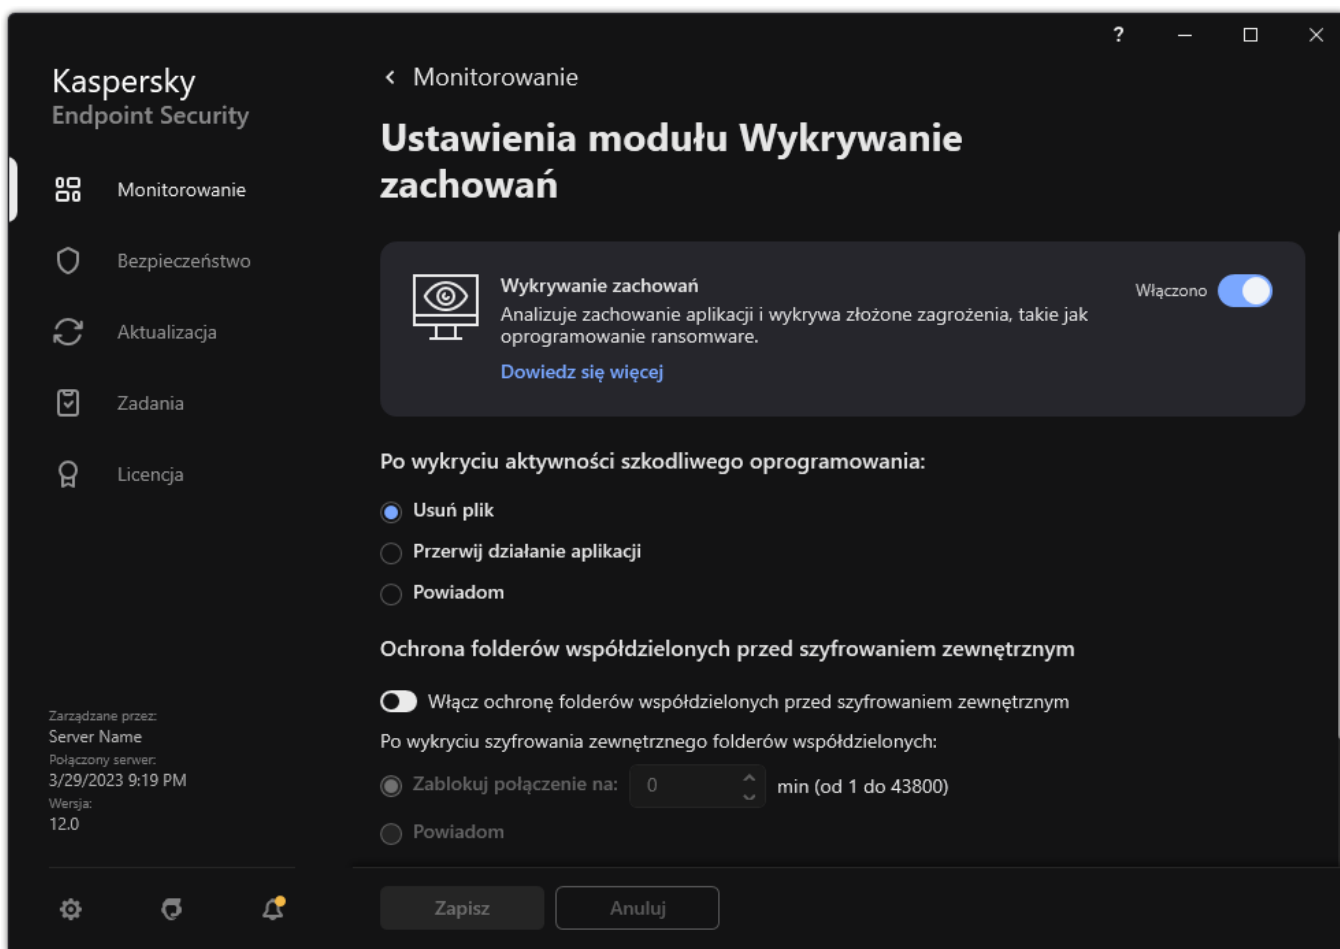 ?
Kaspersky
Endpoint Security
Monitorowanie
Bezpieczeństwo
Aktualizacja
Zadania
Licencja
Zarządzane przez:
Server Name
Połączony serwer:
3/29/2023 9:19 PM
Wersja:
12.0
Monitorowanie
Ustawienia modułu Wykrywanie
zachowań
Wykrywanie zachowań
Analizuje zachowanie aplikacji i wykrywa złożone zagrożenia, takie jak
oprogramowanie ransomware.
Dowiedz się więcej
Włączono
Po wykryciu aktywności szkodliwego oprogramowania:
Usuń plik
Przerwij działanie aplikacji
Powiadom
Ochrona folderów współdzielonych przed szyfrowaniem zewnętrznym
Włącz ochronę folderów współdzielonych przed szyfrowaniem zewnętrznym
Po wykryciu szyfrowania zewnętrznego folderów współdzielonych:
Zablokuj połączenie na: 0 min (od 1 do 43800)
Powiadom
Zapisz Anuluj